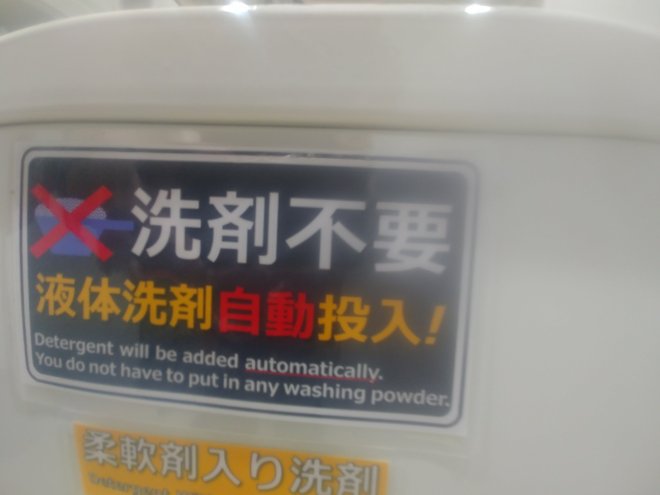 洗剤不要
液体洗剤自動投入!
Detergent will be added automatically.
You do not have to put in any washing powder.
柔軟剤入り洗剤
Detergent